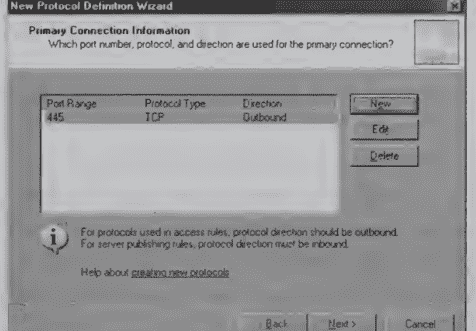 New Protocol Definition Wizard
Primary Connection Information
Which port number, protocol, and direction are used for the primary connection?
Port Range Protocol Type Direction New
445 TCP Outbound
Edit
Delete
For protocols used in access rules, protocol direction should be outbound.
For server publishing rules, protocol direction must be inbound.
Help about creating new protocols
Back Next > Cancel